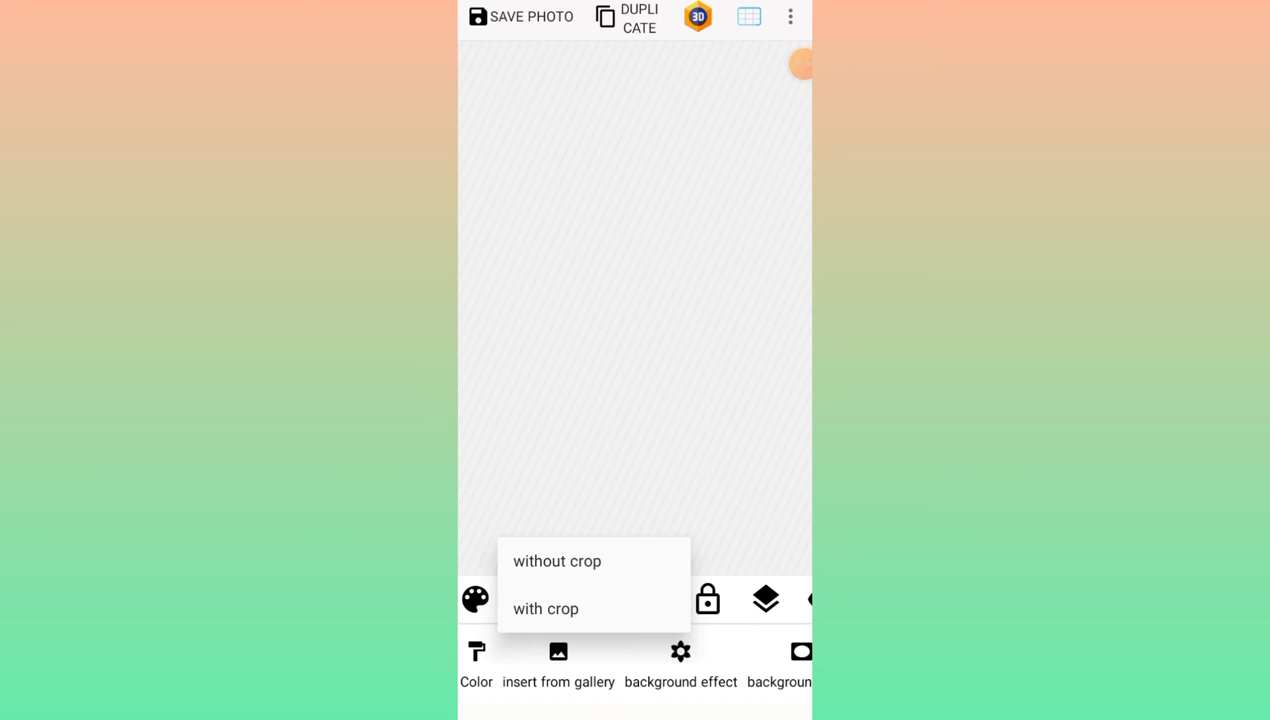 SAVE PHOTO
DUPLI
CATE
3D
without crop
with crop
Color
insert from gallery
background effect
backgroun